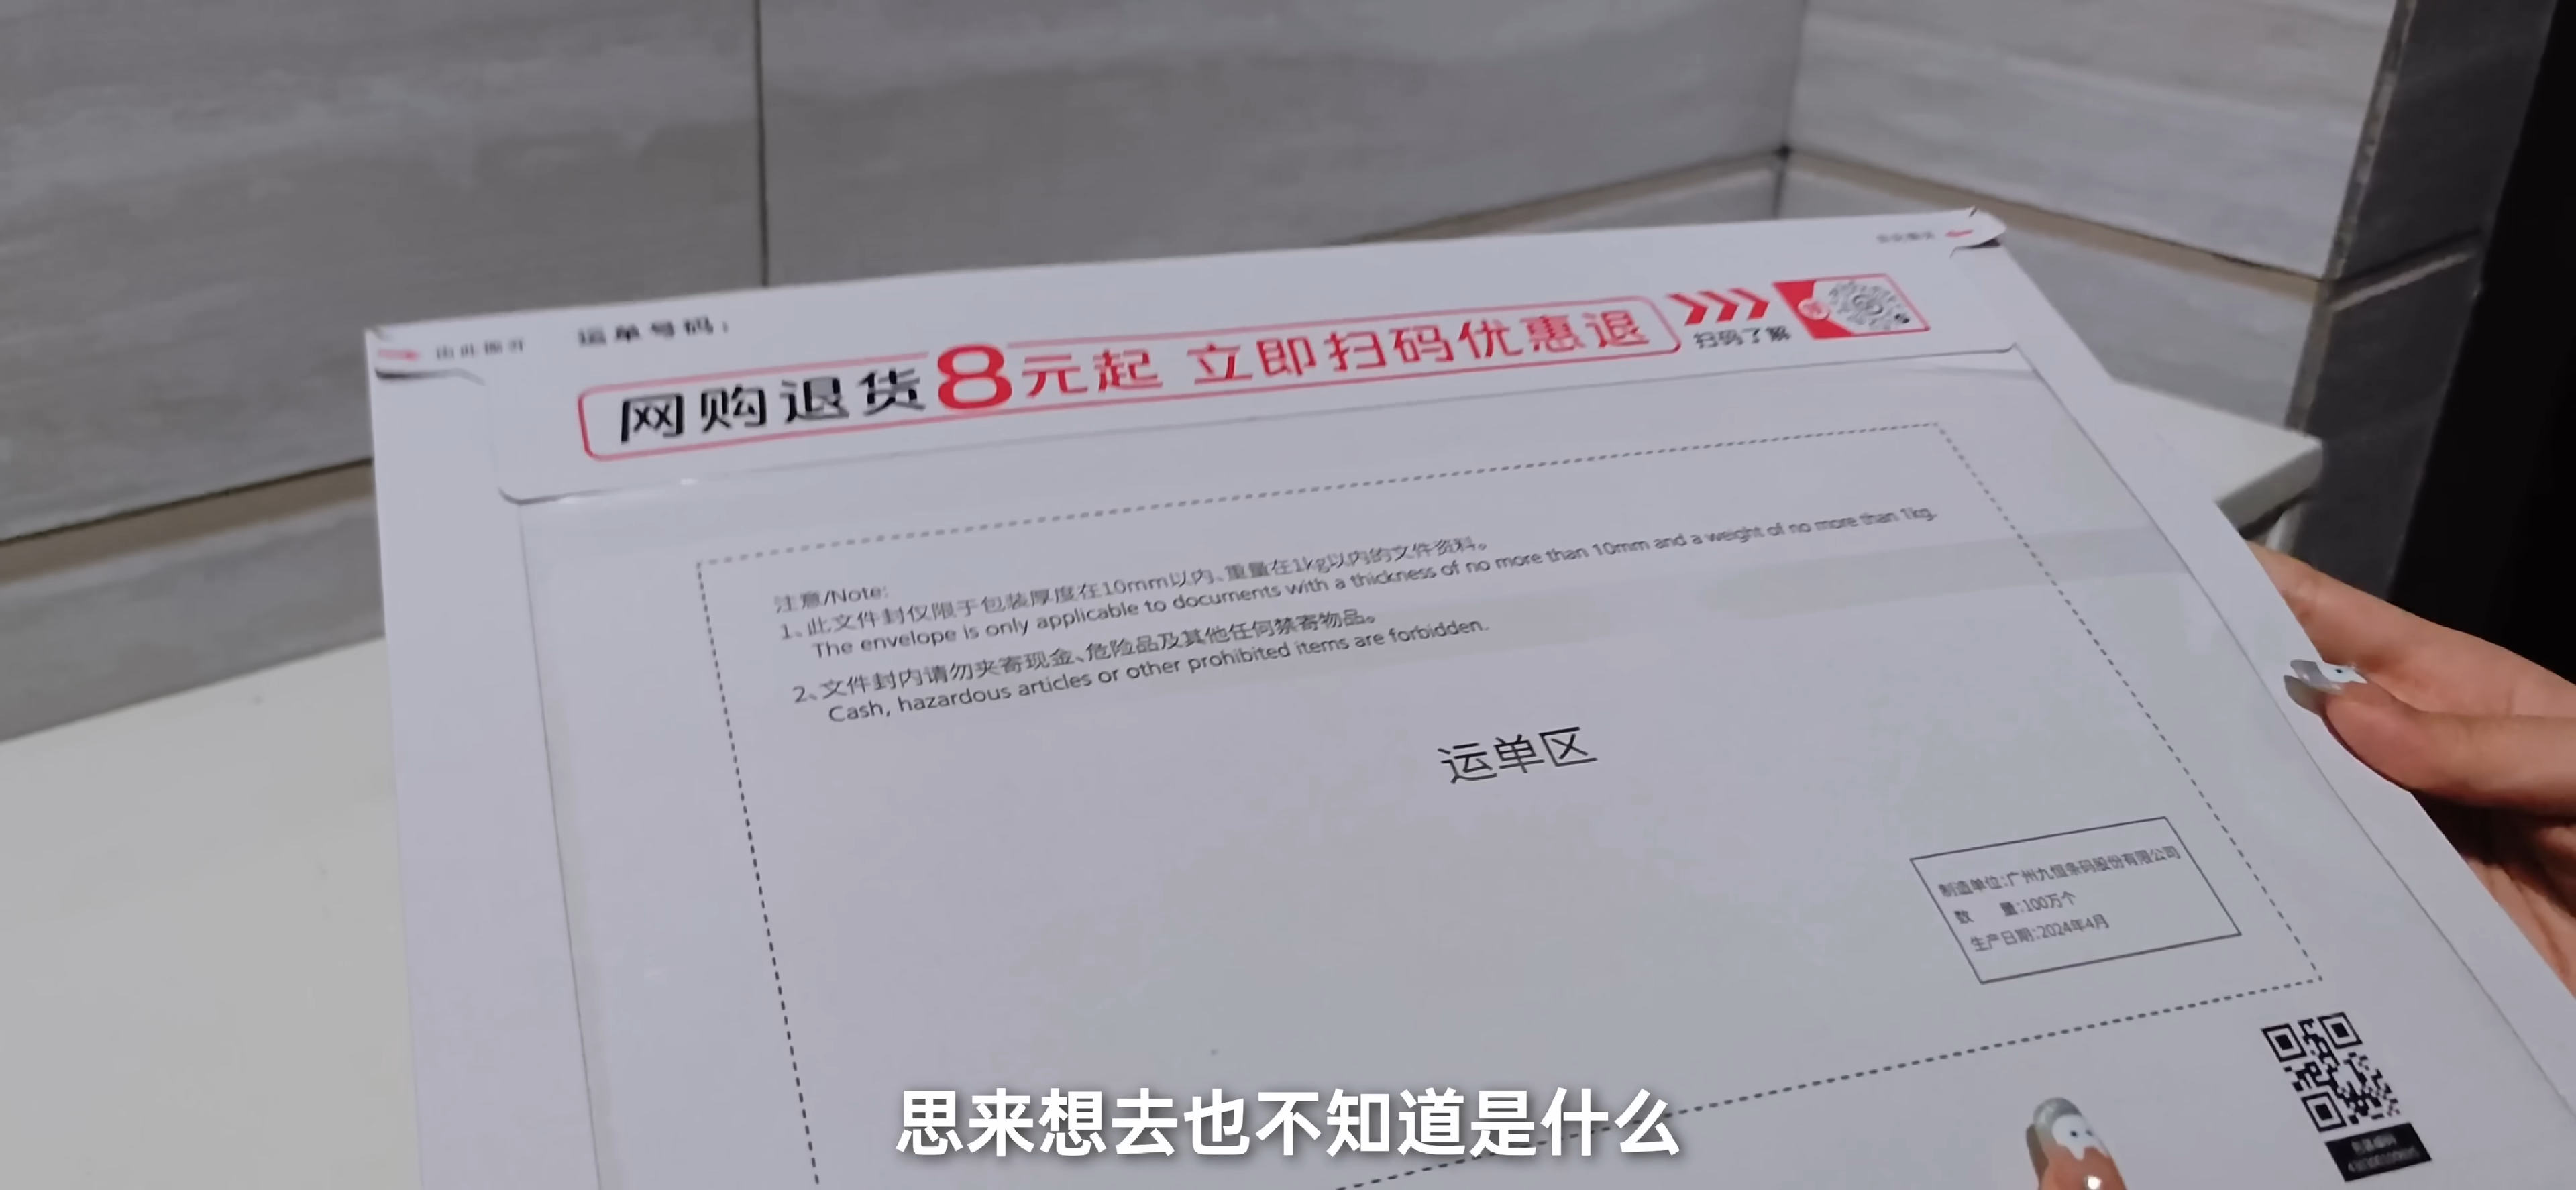 由此撕开
运单号码：
网购退货8元起 立即扫码优惠退
扫码了解
注意/Note:
1、此文件封仅限于包装厚度在10mm以内、重量在1kg以内的文件资料。
The envelope is only applicable to documents with a thickness of no more than 10mm and a weight of no more than 1kg.
2、文件封内请勿夹寄现金、危险品及其他任何禁寄物品。
Cash, hazardous articles or other prohibited items are forbidden.
运单区
制造单位:广州九恒条码股份有限公司
数 量:100万个
生产日期:2024年4月
思来想去也不知道是什么